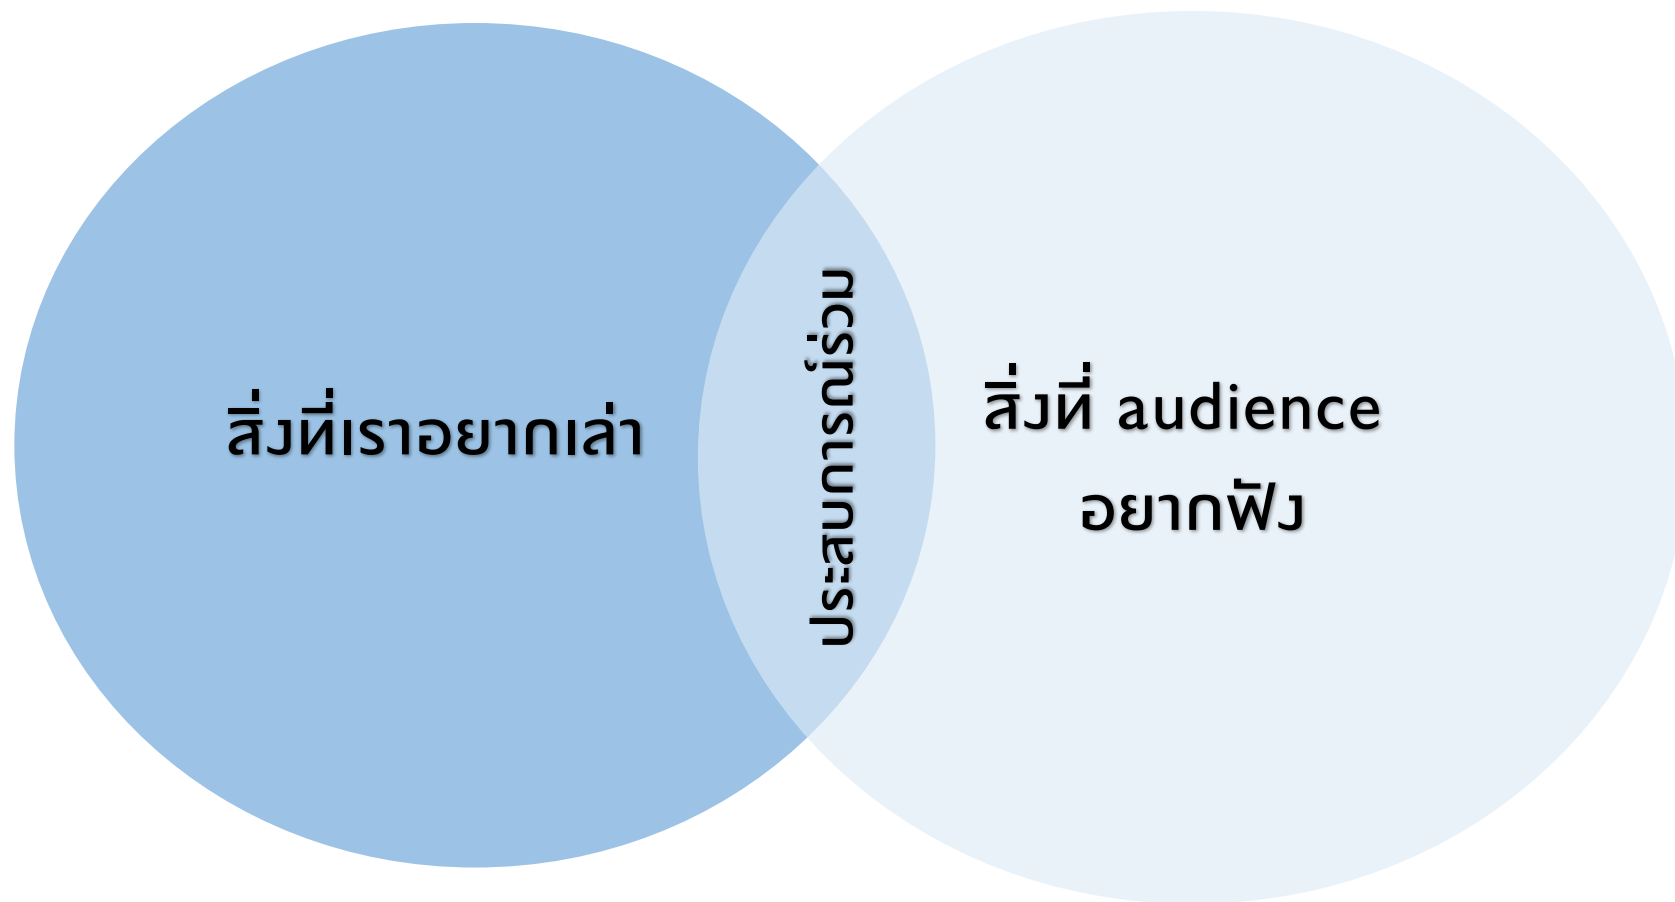 สิ่งที่เราอยากเล่า
ประสบการณ์ร่วม
สิ่งที่ audience
อยากฟัง